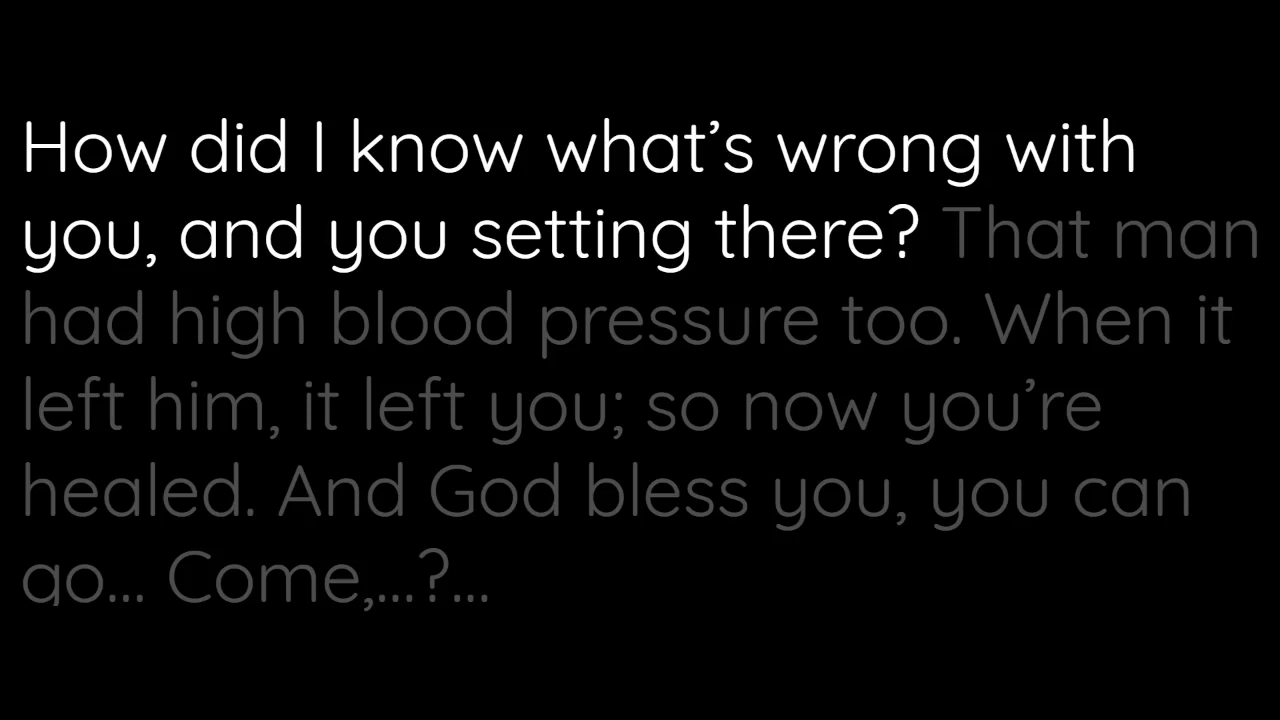 How did I know what’s wrong with
you, and you setting there? That man
had high blood pressure too. When it
left him, it left you; so now you’re
healed. And God bless you, you can
go... Come,...?...